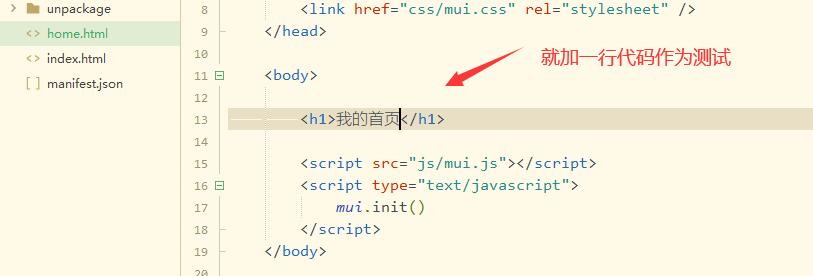 unpackage
<> home.html
<> index.html
[ ] manifest.json
8 <link href="css/mui.css" rel="stylesheet" />
9 </head>
10
11 <body>
就加一行代码作为测试
12
13 <h1>我的首页</h1>
14
15 <script src="js/mui.js"></script>
16 <script type="text/javascript">
17 mui.init()
18 </script>
19 </body>
20